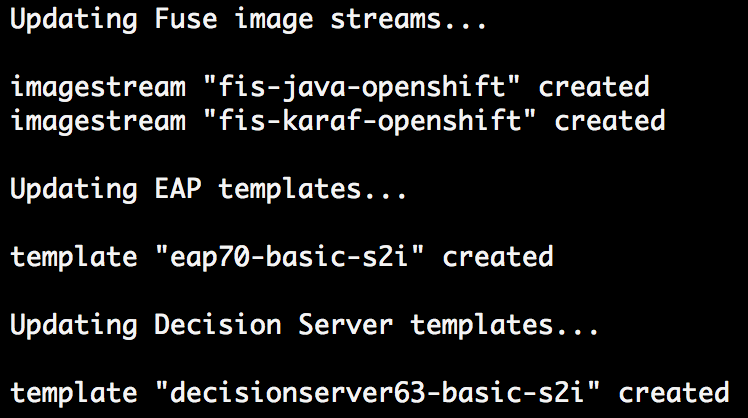 Updating Fuse image streams...
imagestream "fis-java-openshift" created
imagestream "fis-karaf-openshift" created
Updating EAP templates...
template "eap70-basic-s2i" created
Updating Decision Server templates...
template "decisionserver63-basic-s2i" created